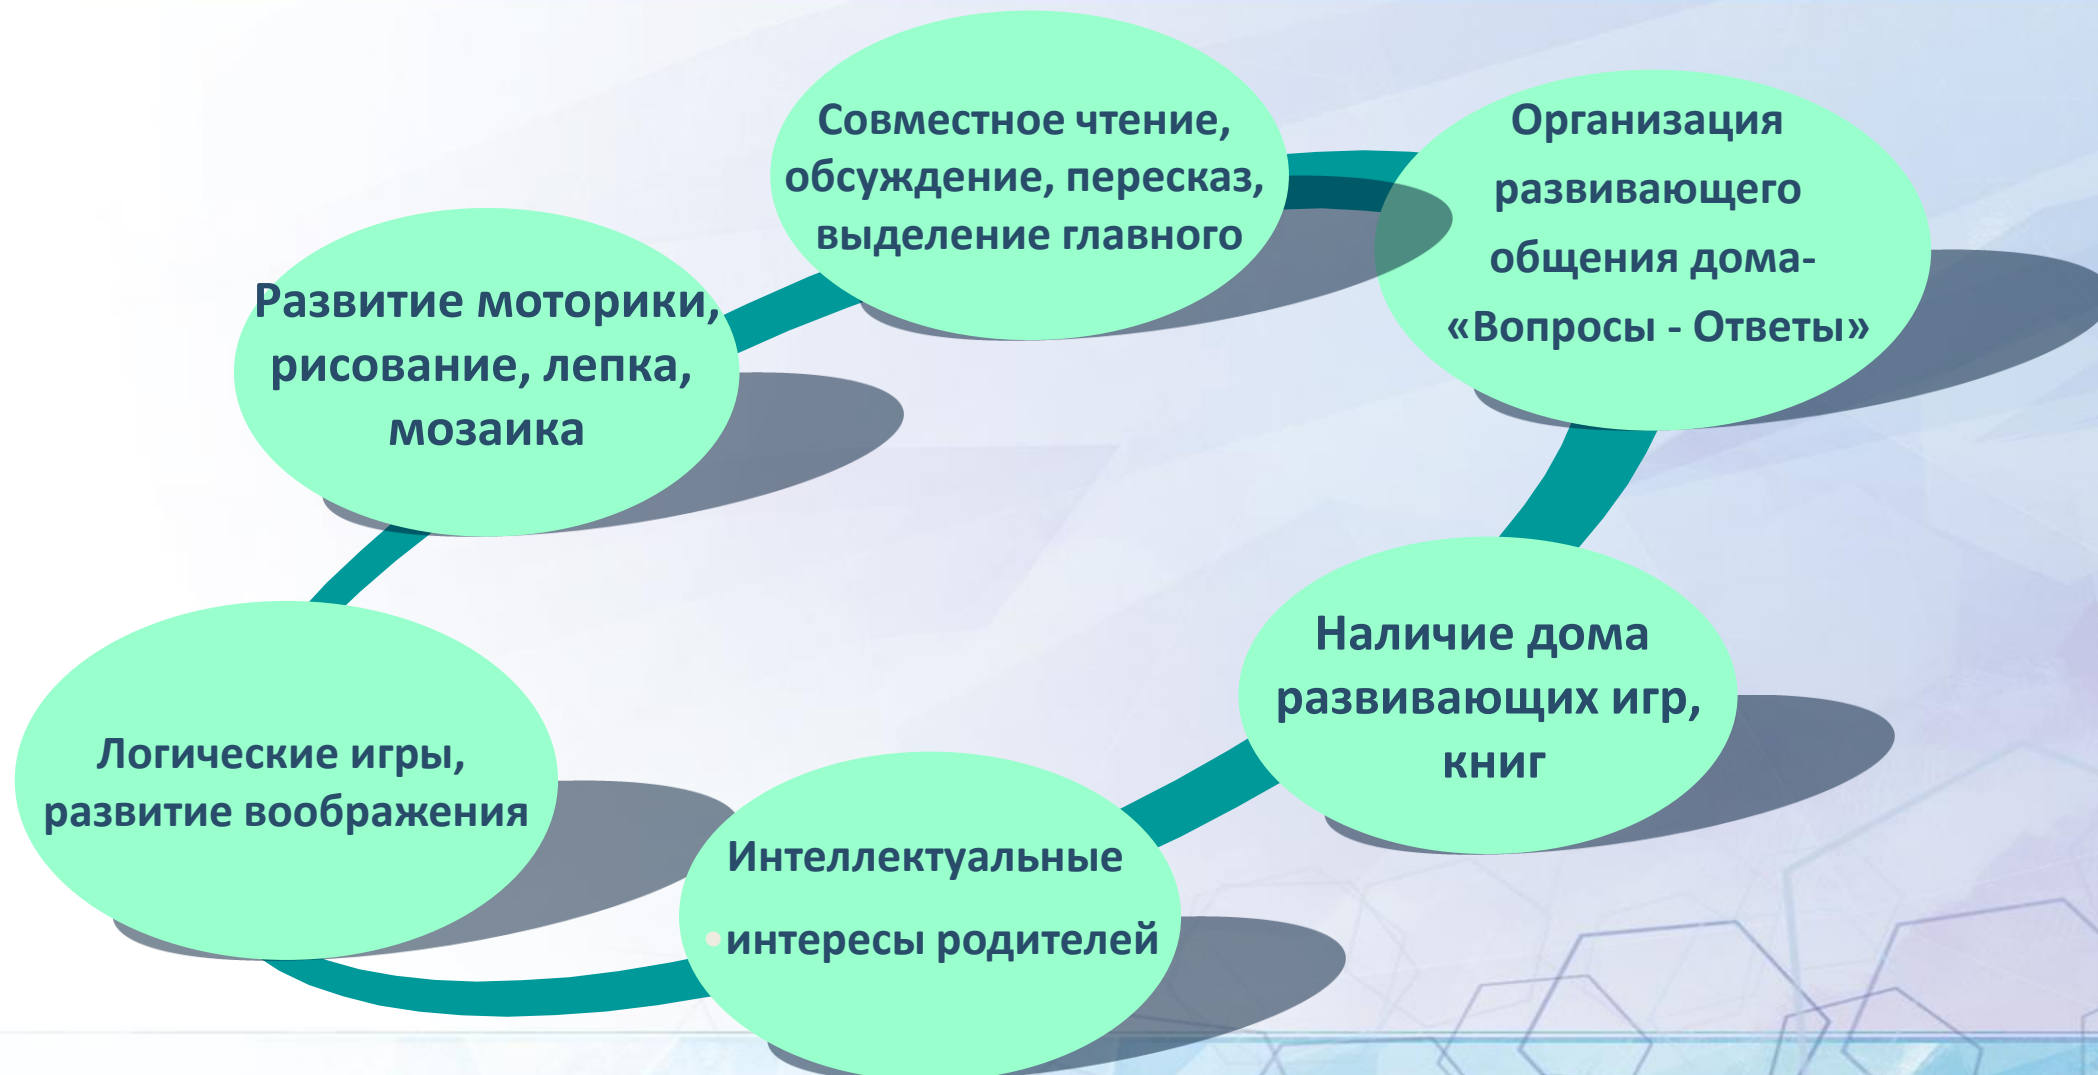 Совместное чтение,
обсуждение, пересказ,
выделение главного
Организация
развивающего
общения дома-
«Вопросы - Ответы»
Развитие моторики,
рисование, лепка,
мозаика
Наличие дома
развивающих игр,
книг
Логические игры,
развитие воображения
Интеллектуальные
•интересы родителей